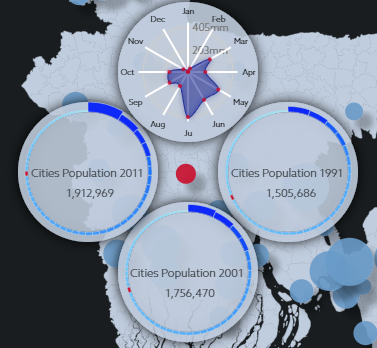 Jan
Dec
Feb
405mm
Nov
Mar
203mm
Oct
Apr
Sep
May
Aug
Jun
Ju
Cities Population 2011
1,912,969
Cities Population 1991
1,505,686
Cities Population 2001
1,756,470